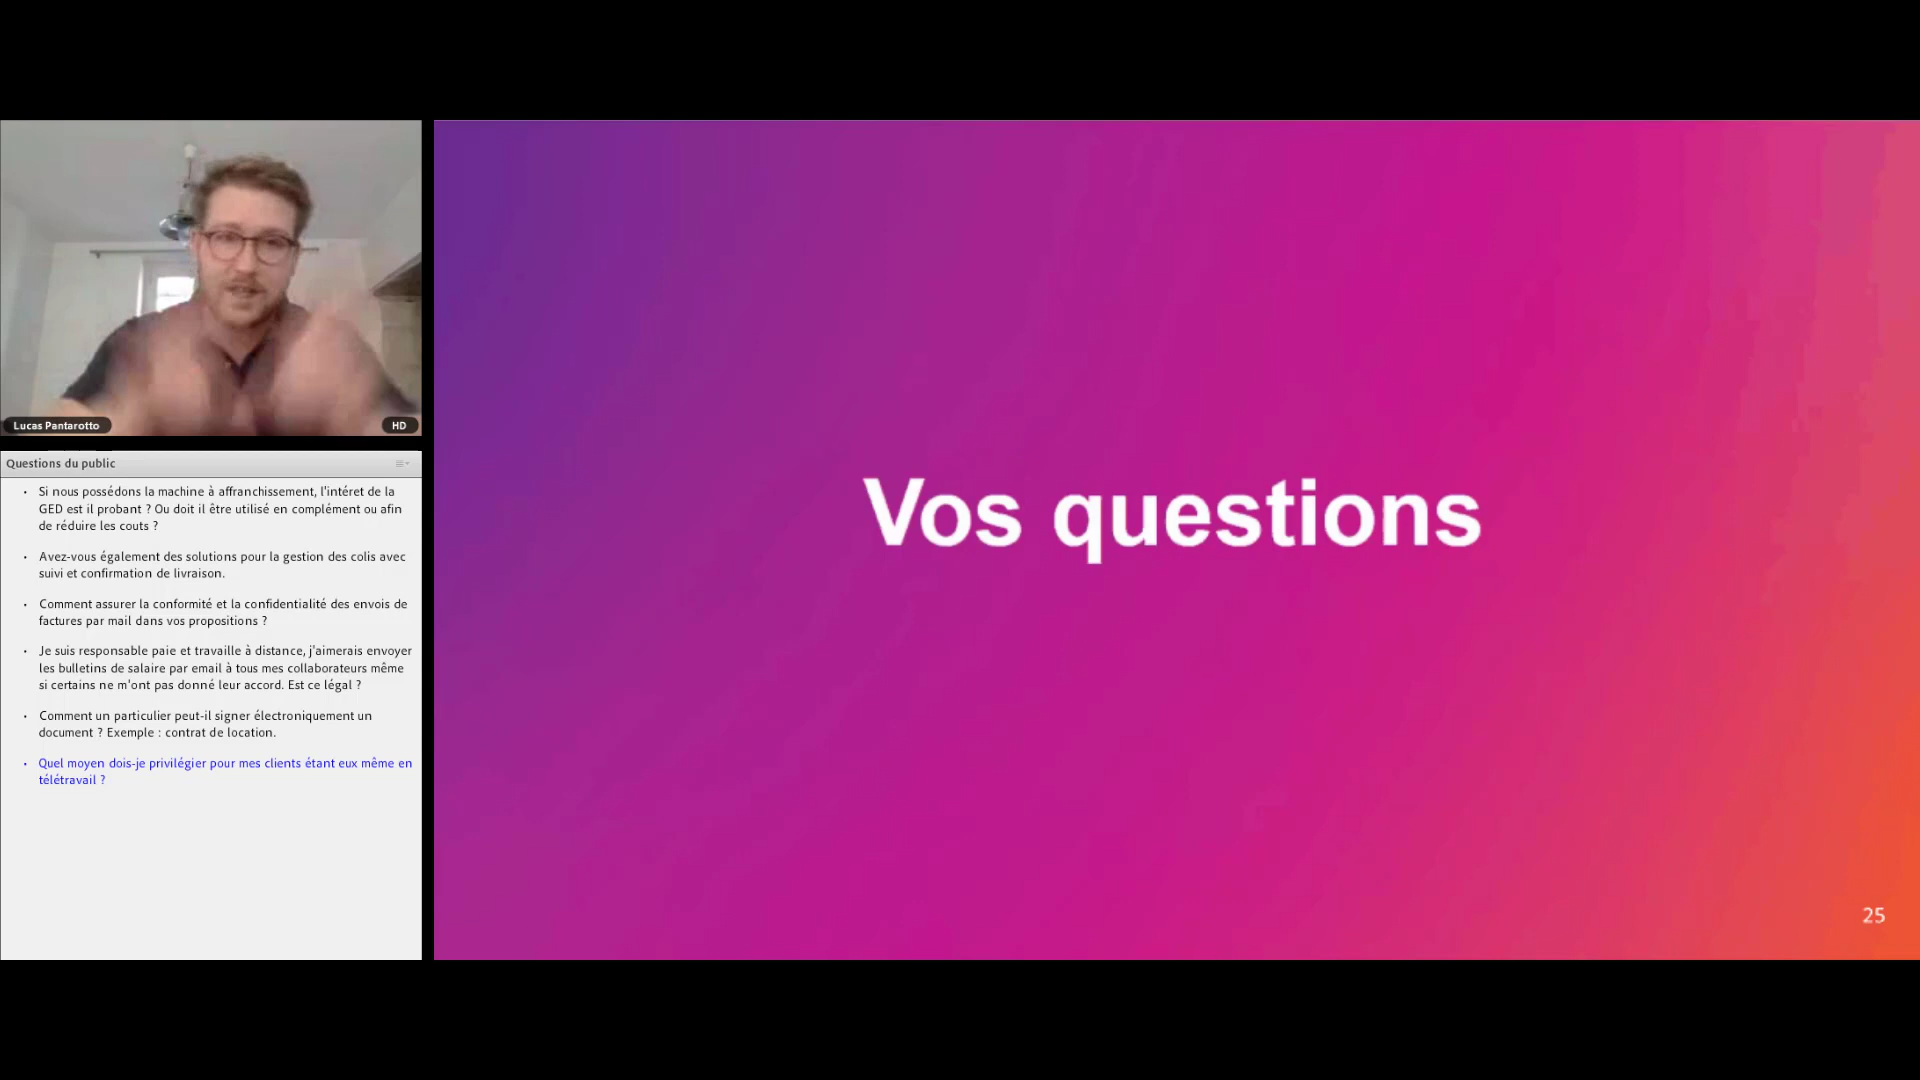 Lucas Pantarotto
HD
Questions du public
• Si nous possédons la machine à affranchissement, l'intéret de la
GED est il probant ? Ou doit il être utilisé en complément ou afin
de réduire les couts ?
• Avez-vous également des solutions pour la gestion des colis avec
suivi et confirmation de livraison.
• Comment assurer la conformité et la confidentialité des envois de
factures par mail dans vos propositions ?
• Je suis responsable paie et travaille à distance, j'aimerais envoyer
les bulletins de salaire par email à tous mes collaborateurs même
si certains ne m'ont pas donné leur accord. Est ce légal ?
• Comment un particulier peut-il signer électroniquement un
document ? Exemple : contrat de location.
• Quel moyen dois-je privilégier pour mes clients étant eux même en
télétravail ?
Vos questions
25